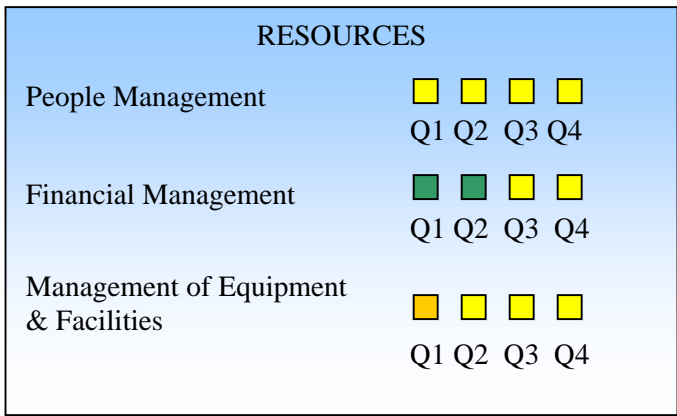 RESOURCES
People Management
Q1 Q2 Q3 Q4
Financial Management
Q1 Q2 Q3 Q4
Management of Equipment
& Facilities
Q1 Q2 Q3 Q4